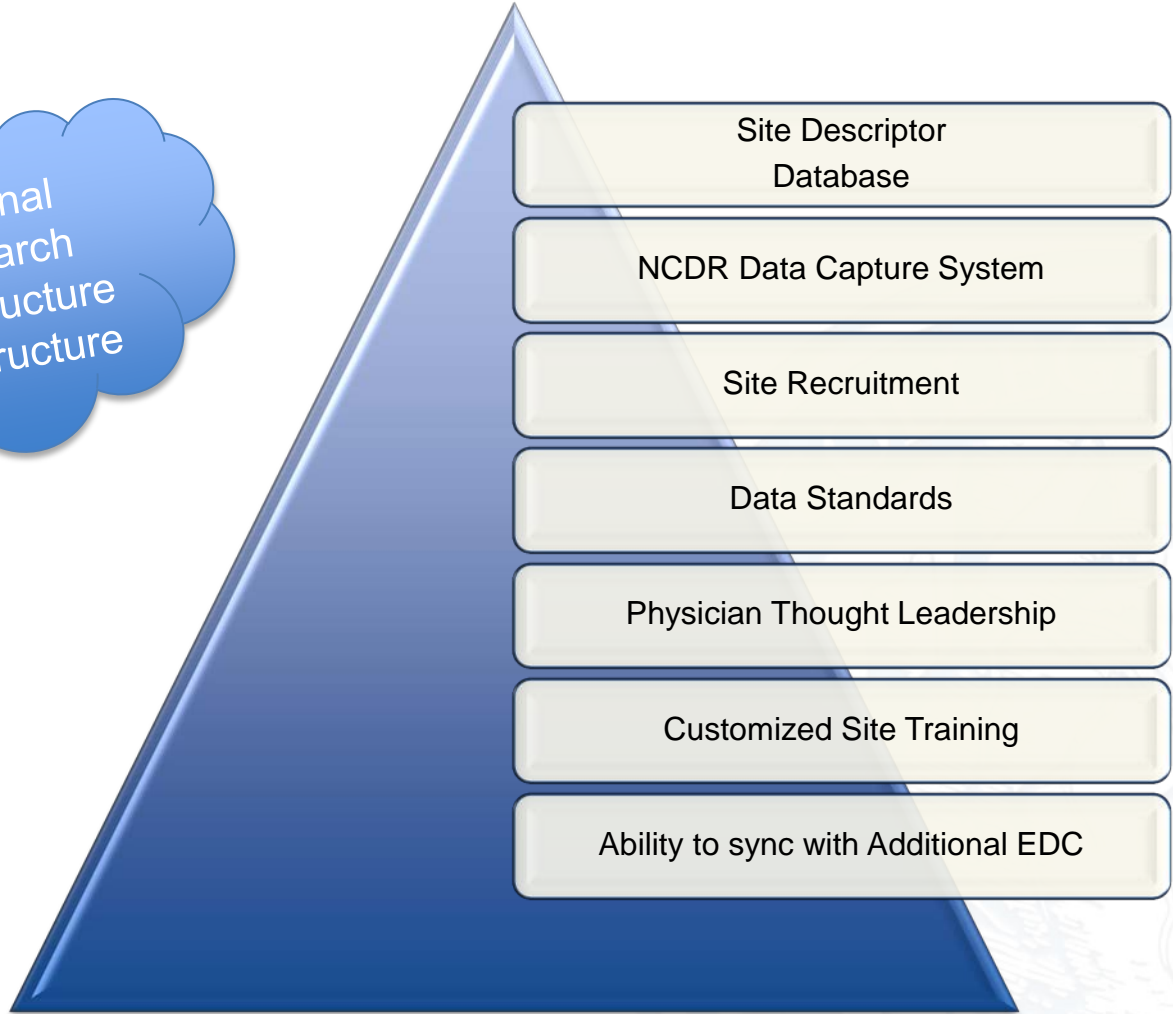 Site Descriptor
Database
NCDR Data Capture System
Site Recruitment
Data Standards
Physician Thought Leadership
Customized Site Training
Ability to sync with Additional EDC